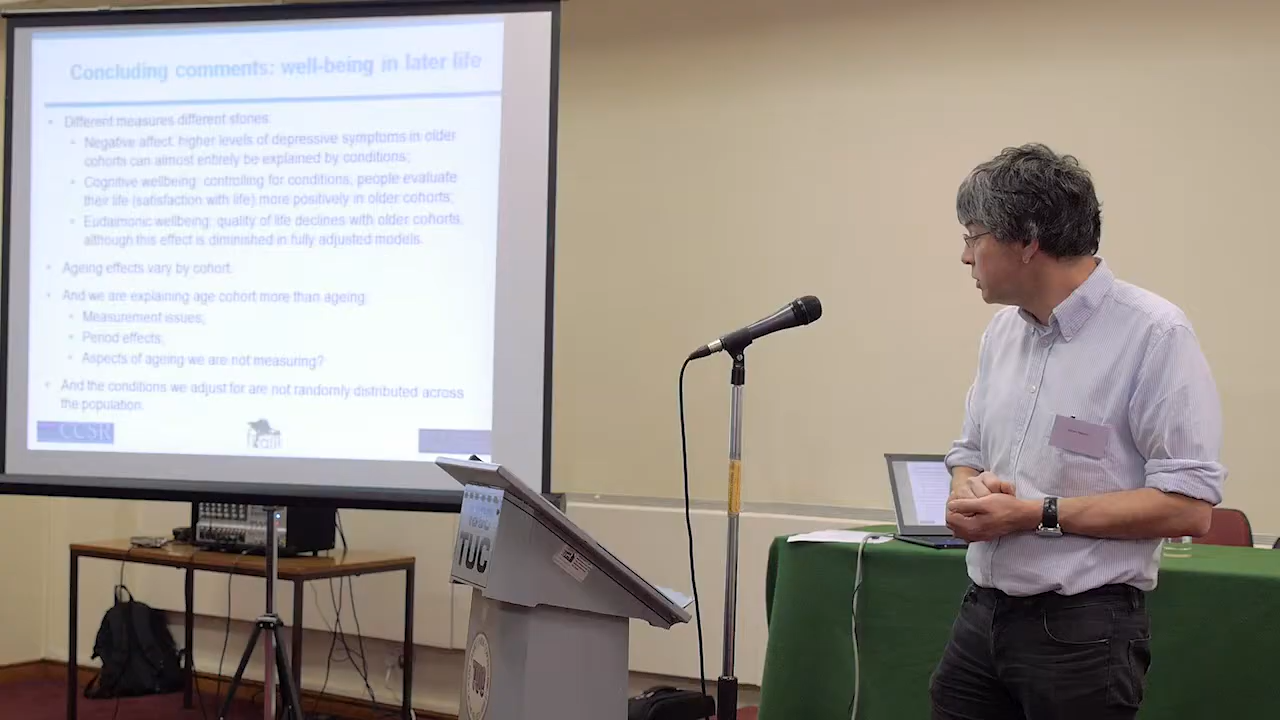 Concluding comments: well-being in later life
Different measures different stories:
Negative affect: higher levels of depressive symptoms in older
cohorts can almost entirely be explained by conditions;
Cognitive wellbeing: controlling for conditions, people evaluate
their life (satisfaction with life) more positively in older cohorts;
Eudaimonic wellbeing: quality of life declines with older cohorts,
although this effect is diminished in fully adjusted models.
Ageing effects vary by cohort.
And we are explaining age cohort more than ageing:
Measurement issues;
Period effects;
Aspects of ageing we are not measuring?
And the conditions we adjust for are not randomly distributed across
the population.
CCSR
TUC
TUC